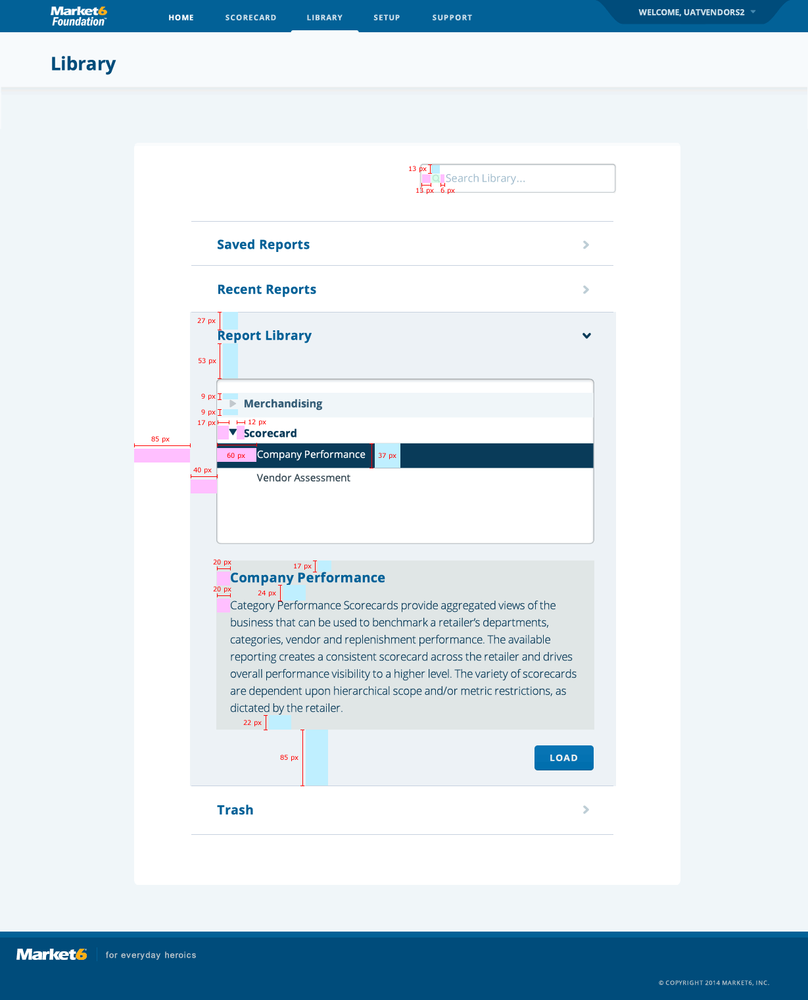 Market6
Foundation™
HOME SCORECARD LIBRARY SETUP SUPPORT
WELCOME, UATVENDORS2
Library
13 px
Search Library...
13 px 6 px
Saved Reports
Recent Reports
27 px
Report Library
53 px
9 px
Merchandising
9 px
17 px 12 px
Scorecard
85 px
60 px Company Performance 37 px
40 px
Vendor Assessment
20 px 17 px
Company Performance
20 px 24 px
Category Performance Scorecards provide aggregated views of the
business that can be used to benchmark a retailer’s departments,
categories, vendor and replenishment performance. The available
reporting creates a consistent scorecard across the retailer and drives
overall performance visibility to a higher level. The variety of scorecards
are dependent upon hierarchical scope and/or metric restrictions, as
dictated by the retailer.
22 px
85 px
LOAD
Trash
Market6 for everyday heroics
© COPYRIGHT 2014 MARKET6, INC.